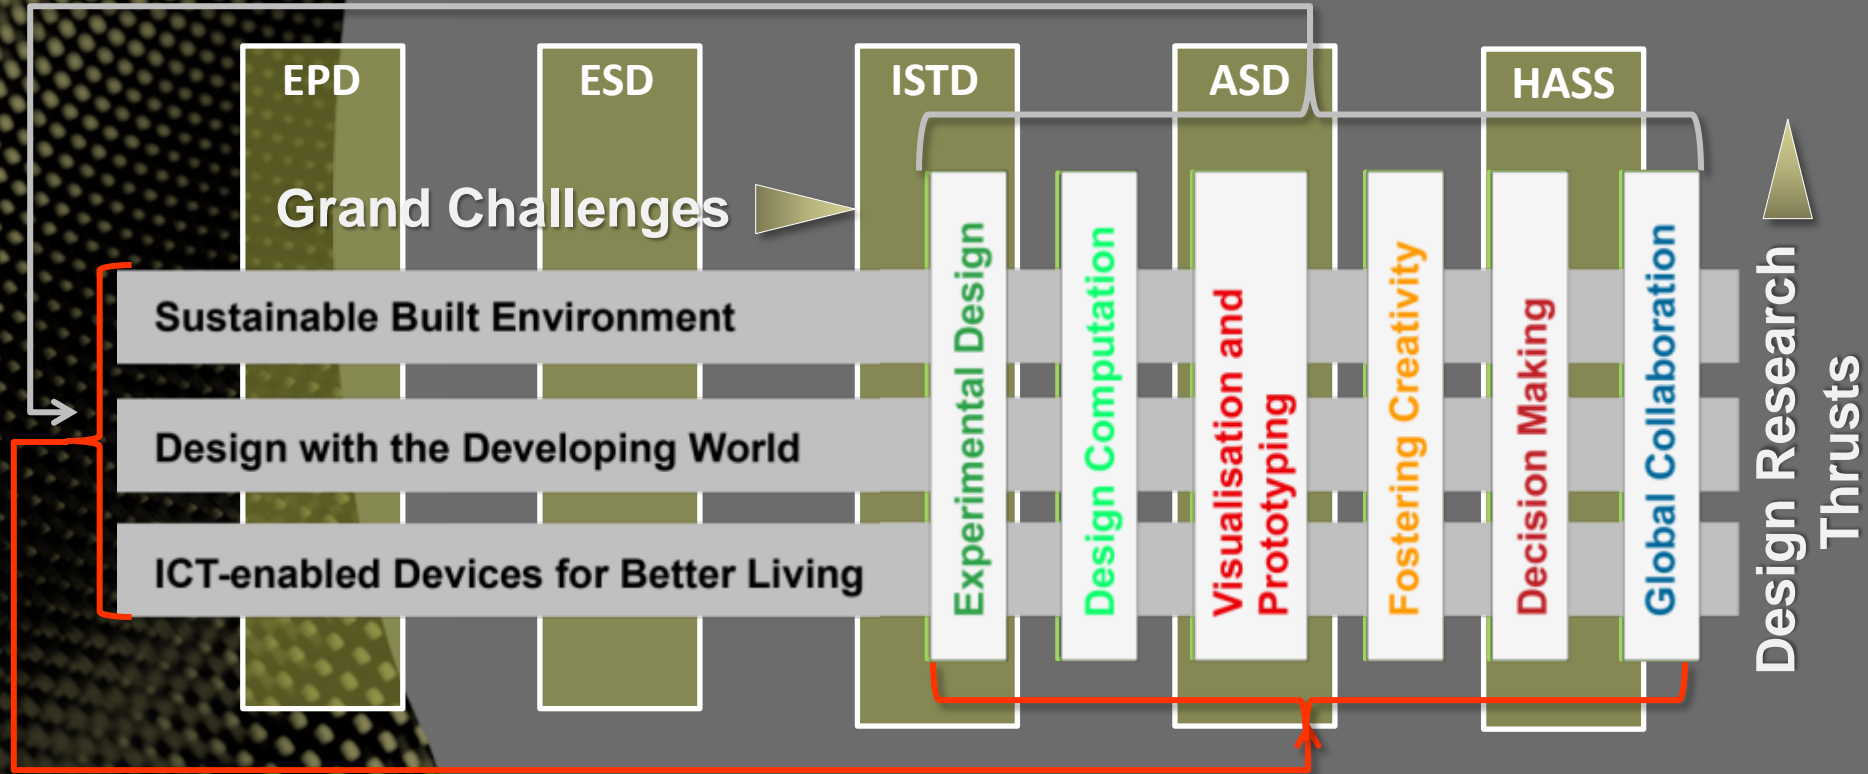 EPD
ESD
ISTD
ASD
HASS
Grand Challenges
Sustainable Built Environment
Design with the Developing World
ICT-enabled Devices for Better Living
Experimental Design
Design Computation
Visualisation and
Prototyping
Fostering Creativity
Decision Making
Global Collaboration
Design Research
Thrusts